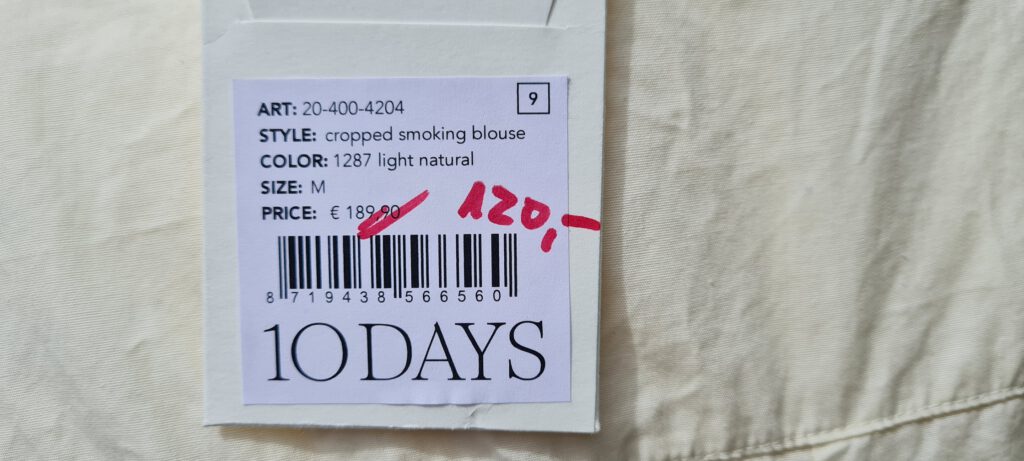 9
ART: 20-400-4204
STYLE: cropped smoking blouse
COLOR: 1287 light natural
SIZE: M
PRICE: € 189,90 120,-
8 719438 566560
10DAYS